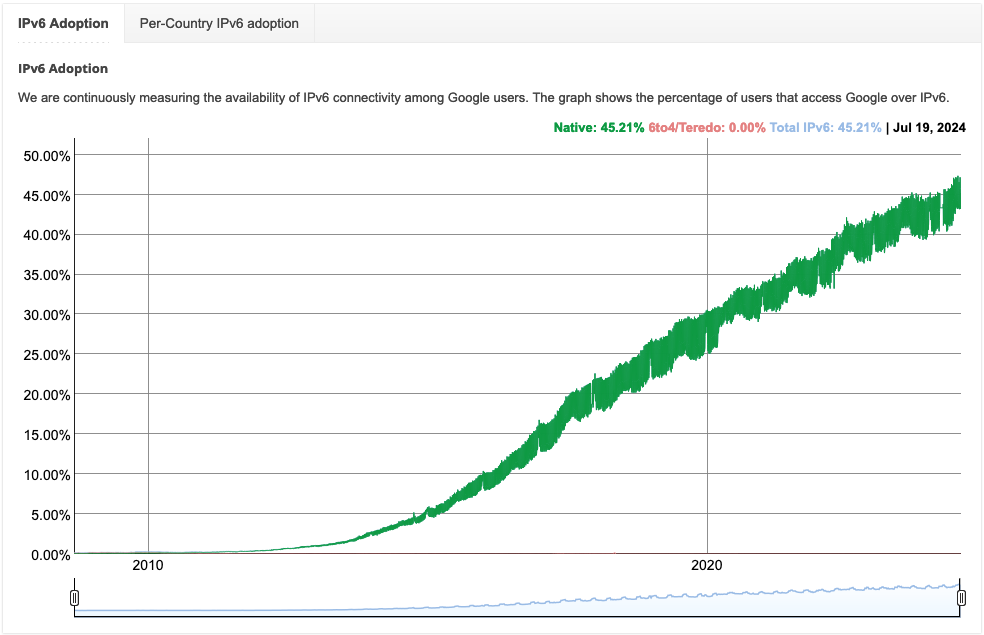 IPv6 Adoption
Per-Country IPv6 adoption
IPv6 Adoption
We are continuously measuring the availability of IPv6 connectivity among Google users. The graph shows the percentage of users that access Google over IPv6.
Native: 45.21% 6to4/Teredo: 0.00% Total IPv6: 45.21% | Jul 19, 2024
50.00%
45.00%
40.00%
35.00%
30.00%
25.00%
20.00%
15.00%
10.00%
5.00%
0.00%
2010
2020